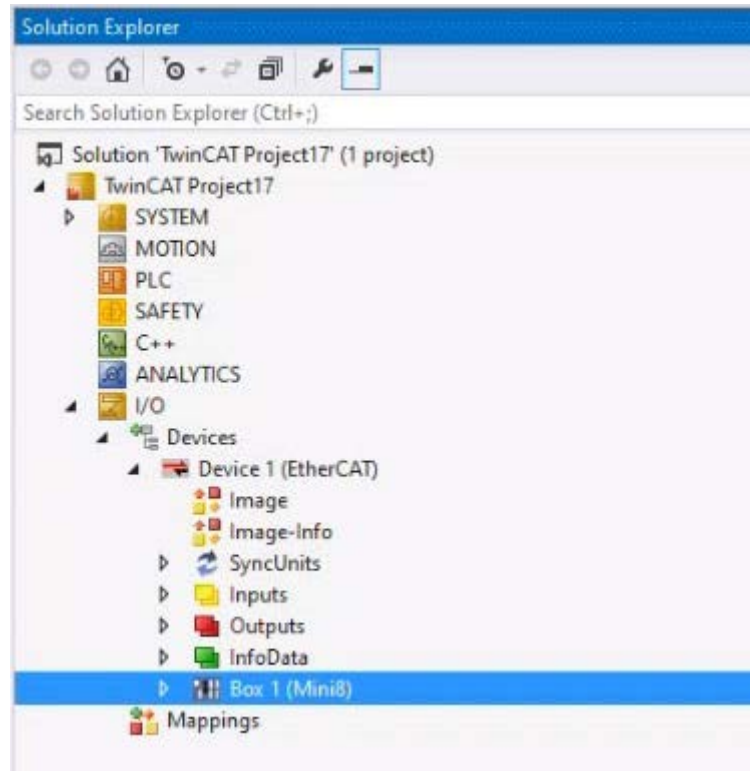 Solution Explorer
Search Solution Explorer (Ctrl+;)
Solution 'TwinCAT Project17' (1 project)
TwinCAT Project17
SYSTEM
MOTION
PLC
SAFETY
C++
ANALYTICS
I/O
Devices
Device 1 (EtherCAT)
Image
Image-Info
SyncUnits
Inputs
Outputs
InfoData
Box 1 (Mini8)
Mappings